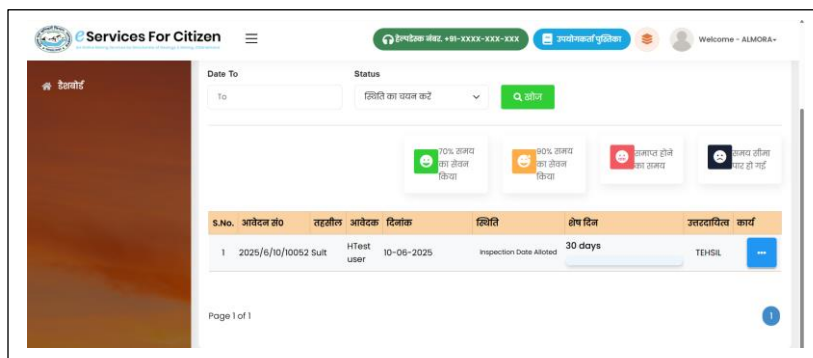 eServices For Citizen
हेल्पडेस्क नंबर. +91-XXXX-XXX-XXX
उपयोगकर्ता पुस्तिका
Welcome - ALMORA
डैशबोर्ड
Date To
Status
To
स्थिति का चयन करें
खोज
70% समय
का सेवन
किया
90% समय
का सेवन
किया
समाप्त होने
का समय
समय सीमा
पार हो गई
S.No. आवेदन सं० तहसील आवेदक दिनांक स्थिति शेष दिन उत्तरदायित्व कार्य
1 2025/6/10/10052 Sult HTest user 10-06-2025 Inspection Date Alloted 30 days TEHSIL
Page 1 of 1
1